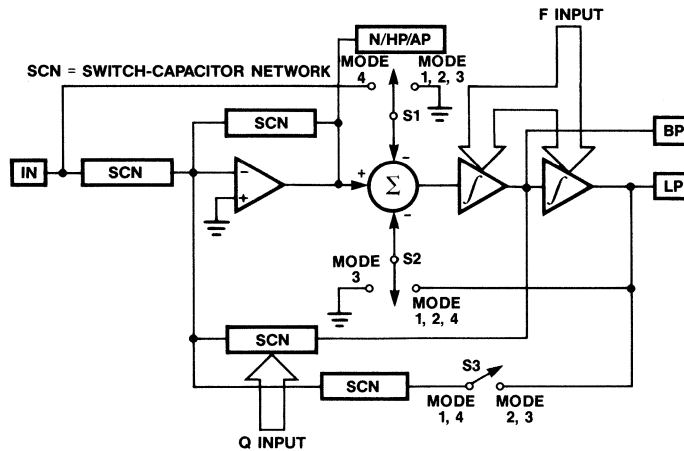 F INPUT
N/HP/AP
SCN = SWITCH-CAPACITOR NETWORK
MODE
4
MODE
1, 2, 3
S1
SCN
BP
IN
SCN
-
+
+
Σ
-
-
∫
∫
LP
S2
MODE
3
MODE
1, 2, 4
SCN
S3
SCN
MODE
1, 4
MODE
2, 3
Q INPUT